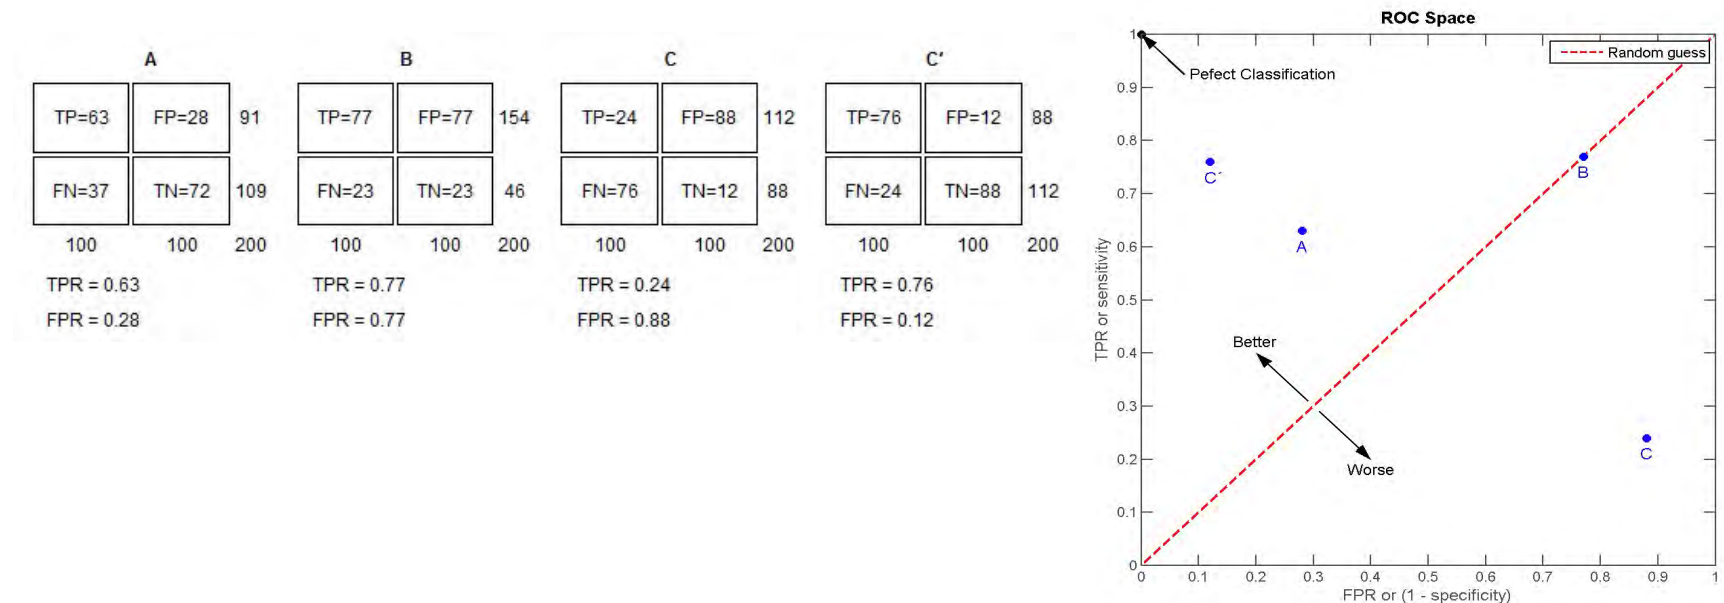 A B C C′
TP=63 FP=28 91 TP=77 FP=77 154 TP=24 FP=88 112 TP=76 FP=12 88
FN=37 TN=72 109 FN=23 TN=23 46 FN=76 TN=12 88 FN=24 TN=88 112
100 100 200 100 100 200 100 100 200 100 100 200
TPR = 0.63 TPR = 0.77 TPR = 0.24 TPR = 0.76
FPR = 0.28 FPR = 0.77 FPR = 0.88 FPR = 0.12
ROC Space
Random guess
Pefect Classification
C´
B
A
Better
Worse
C
TPR or sensitivity
1
0.9
0.8
0.7
0.6
0.5
0.4
0.3
0.2
0.1
0
0 0.1 0.2 0.3 0.4 0.5 0.6 0.7 0.8 0.9 1
FPR or (1 - specificity)